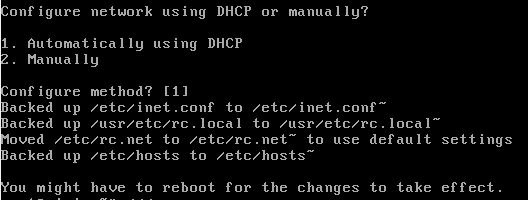 Configure network using DHCP or manually?
1. Automatically using DHCP
2. Manually
Configure method? [1]
Backed up /etc/inet.conf to /etc/inet.conf~
Backed up /usr/etc/rc.local to /usr/etc/rc.local~
Moved /etc/rc.net to /etc/rc.net~ to use default settings
Backed up /etc/hosts to /etc/hosts~
You might have to reboot for the changes to take effect.